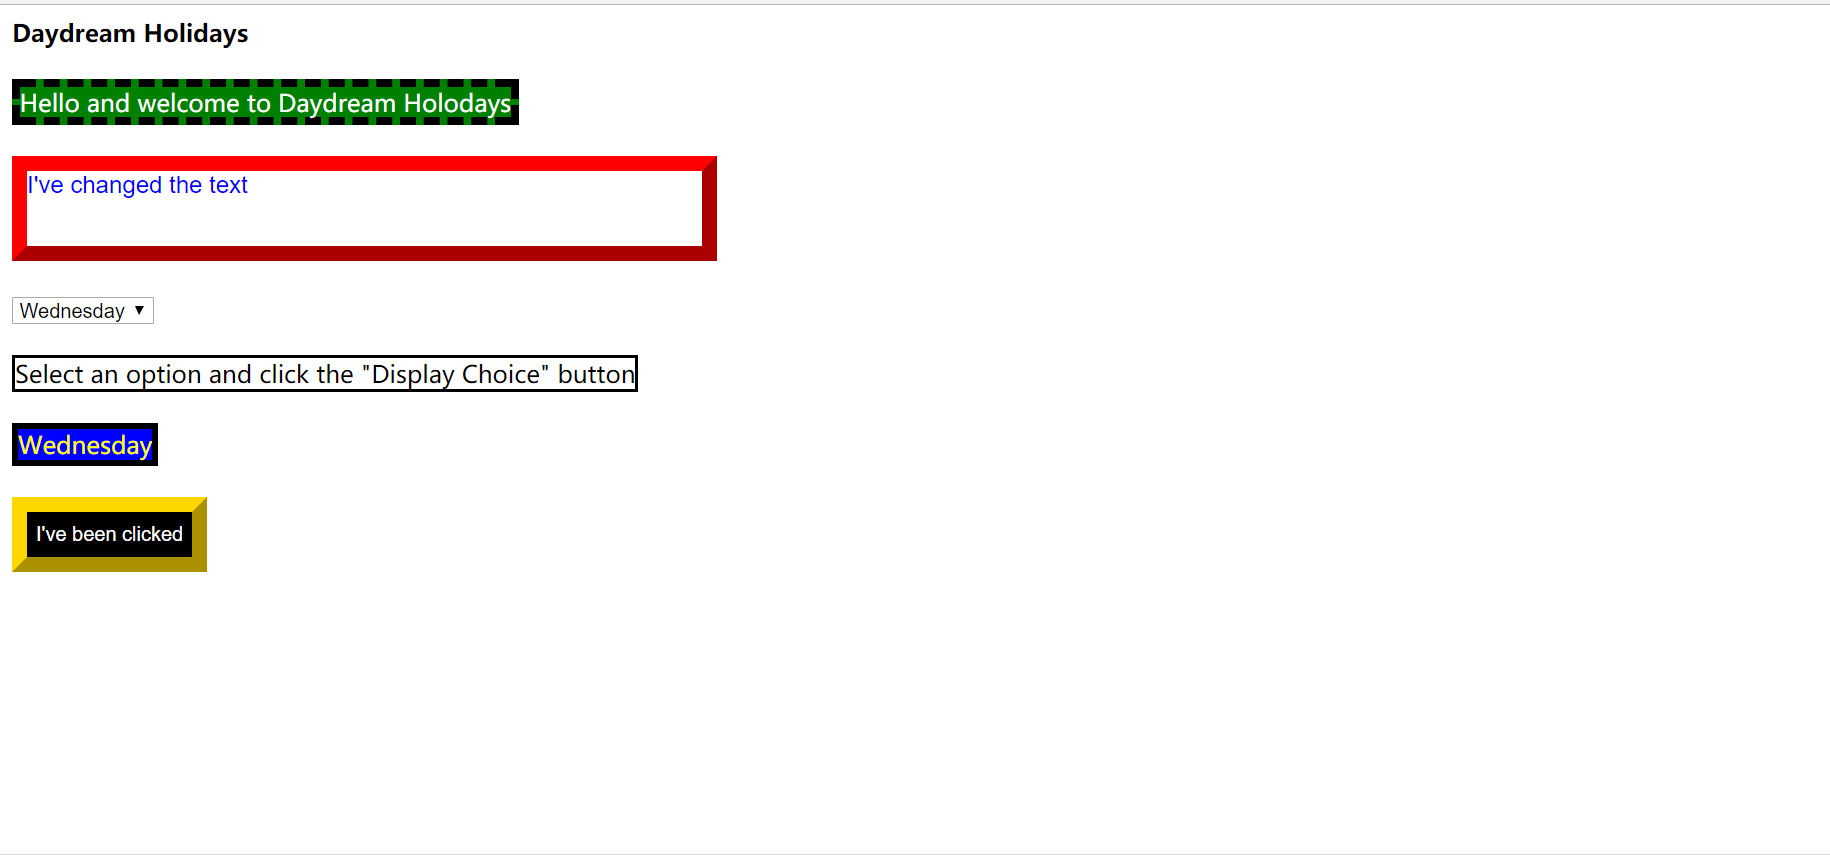 Daydream Holidays
Hello and welcome to Daydream Holodays
I've changed the text
Wednesday
Select an option and click the "Display Choice" button
Wednesday
I've been clicked